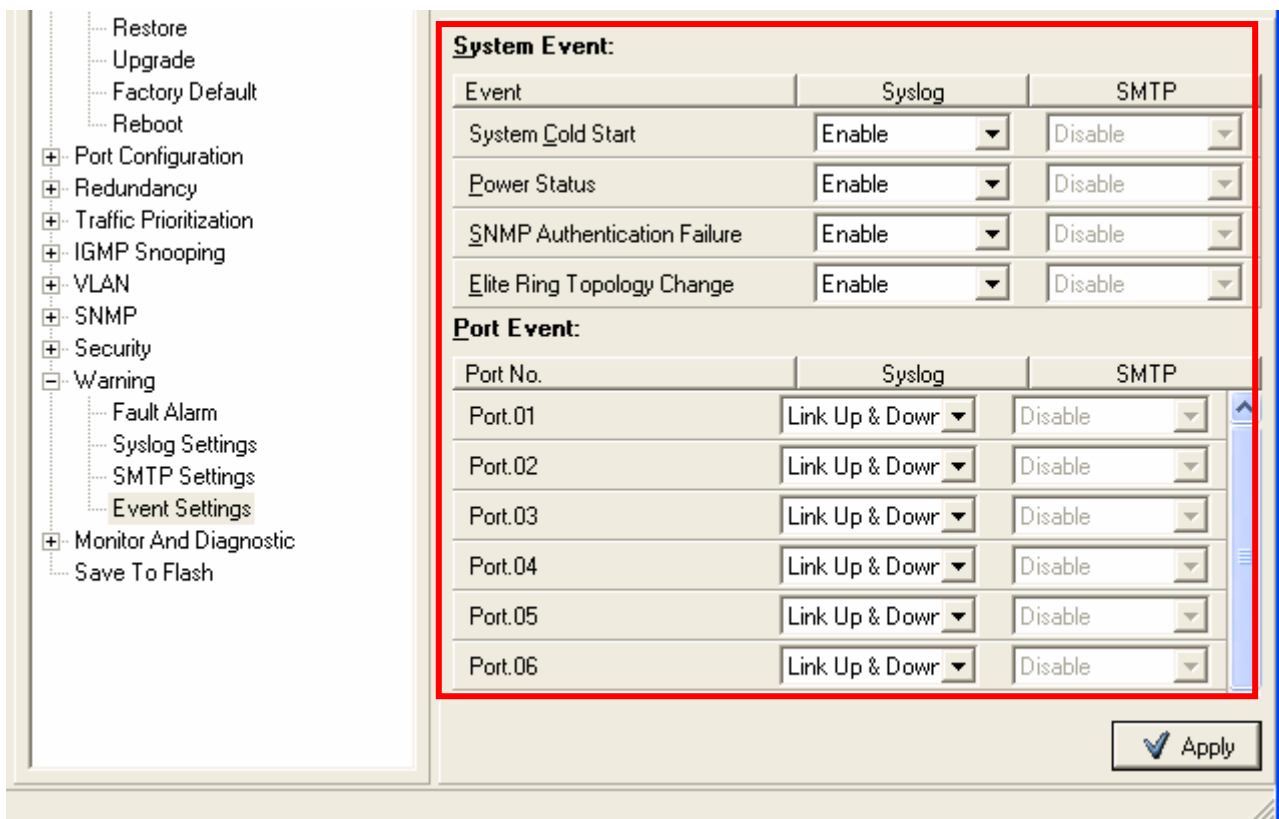 Restore
Upgrade
Factory Default
Reboot
Port Configuration
Redundancy
Traffic Prioritization
IGMP Snooping
VLAN
SNMP
Security
Warning
Fault Alarm
Syslog Settings
SMTP Settings
Event Settings
Monitor And Diagnostic
Save To Flash
System Event:
Event Syslog SMTP
System Cold Start Enable Disable
Power Status Enable Disable
SNMP Authentication Failure Enable Disable
Elite Ring Topology Change Enable Disable
Port Event:
Port No. Syslog SMTP
Port.01 Link Up & Dowr Disable
Port.02 Link Up & Dowr Disable
Port.03 Link Up & Dowr Disable
Port.04 Link Up & Dowr Disable
Port.05 Link Up & Dowr Disable
Port.06 Link Up & Dowr Disable
Apply